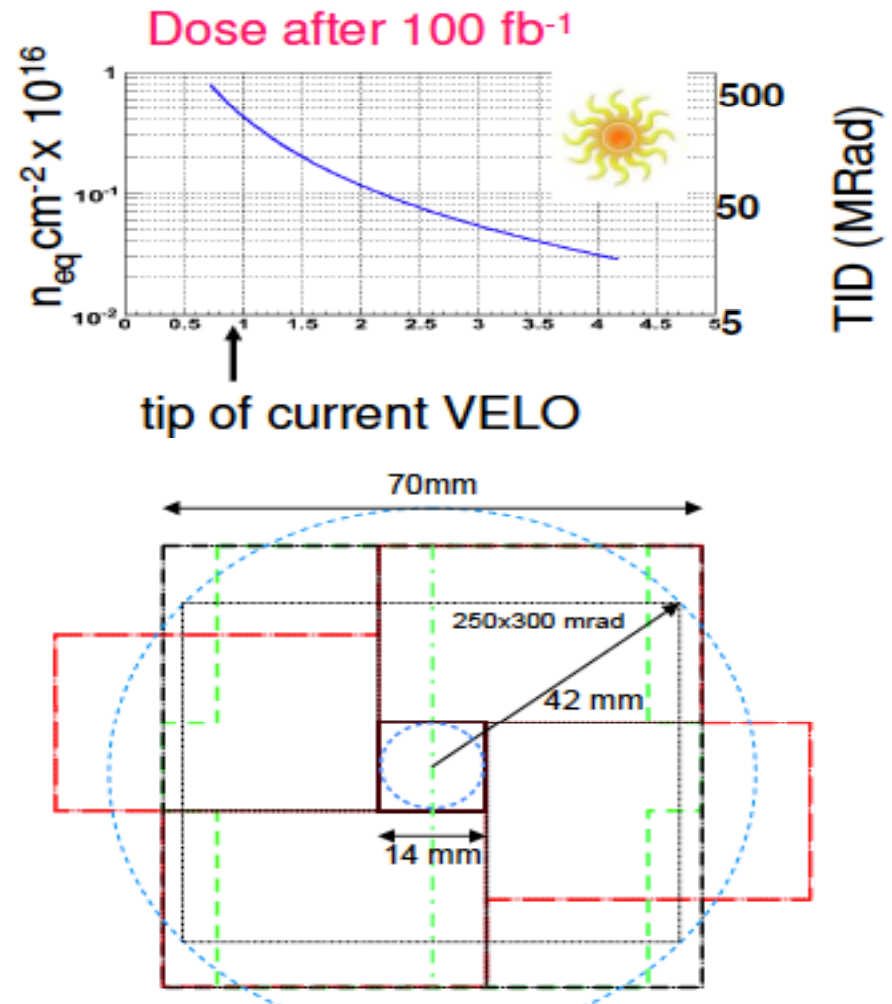 Dose after 100 fb⁻¹
n_eq cm⁻² x 10¹⁶
1
10⁻¹
10⁻²
500
50
5
TID (MRad)
0 0.5 1 1.5 2 2.5 3 3.5 4 4.5 5
tip of current VELO
70mm
250x300 mrad
42 mm
14 mm